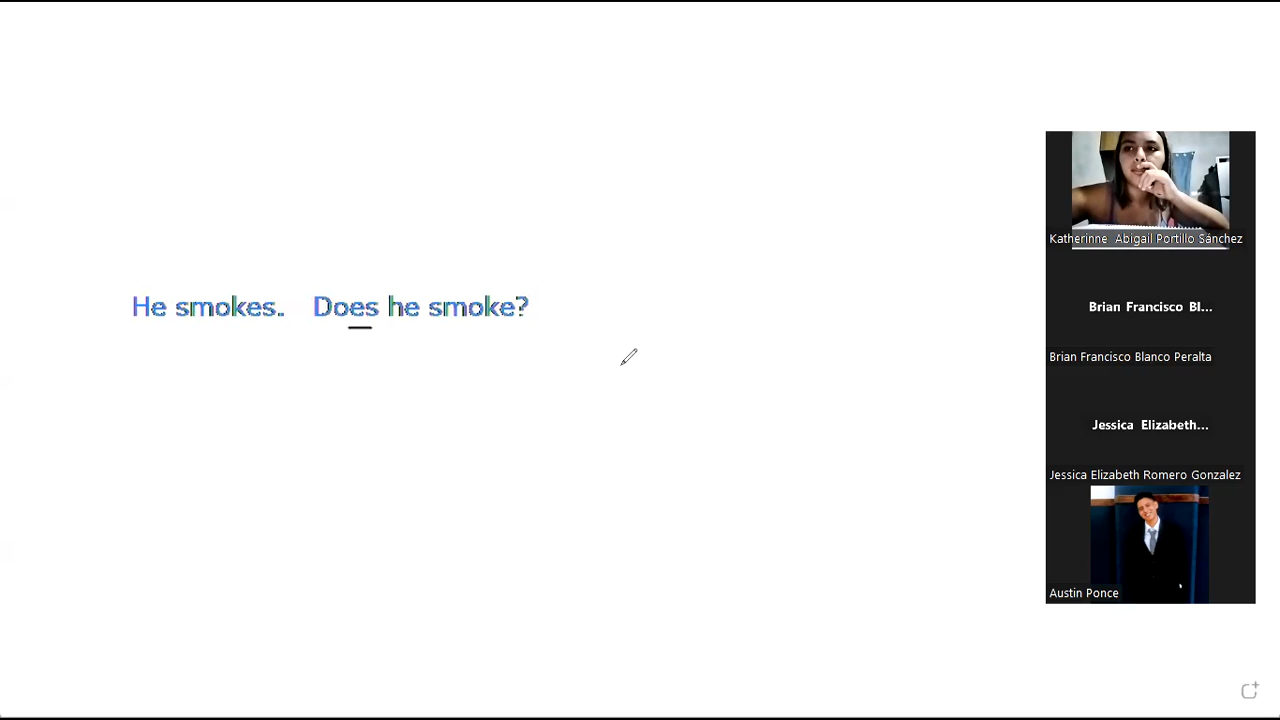 He smokes. Does he smoke?
Katherinne Abigail Portillo Sánchez
Brian Francisco Bl...
Brian Francisco Blanco Peralta
Jessica Elizabeth...
Jessica Elizabeth Romero Gonzalez
Austin Ponce